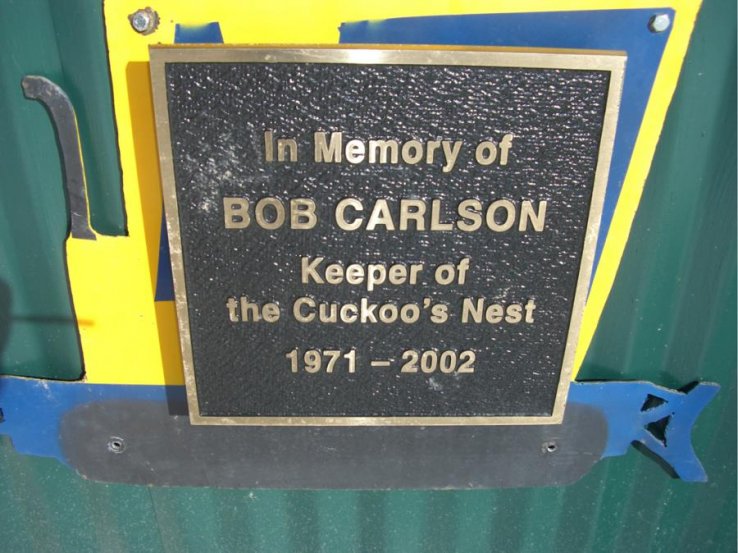 In Memory of
BOB CARLSON
Keeper of
the Cuckoo's Nest
1971 – 2002